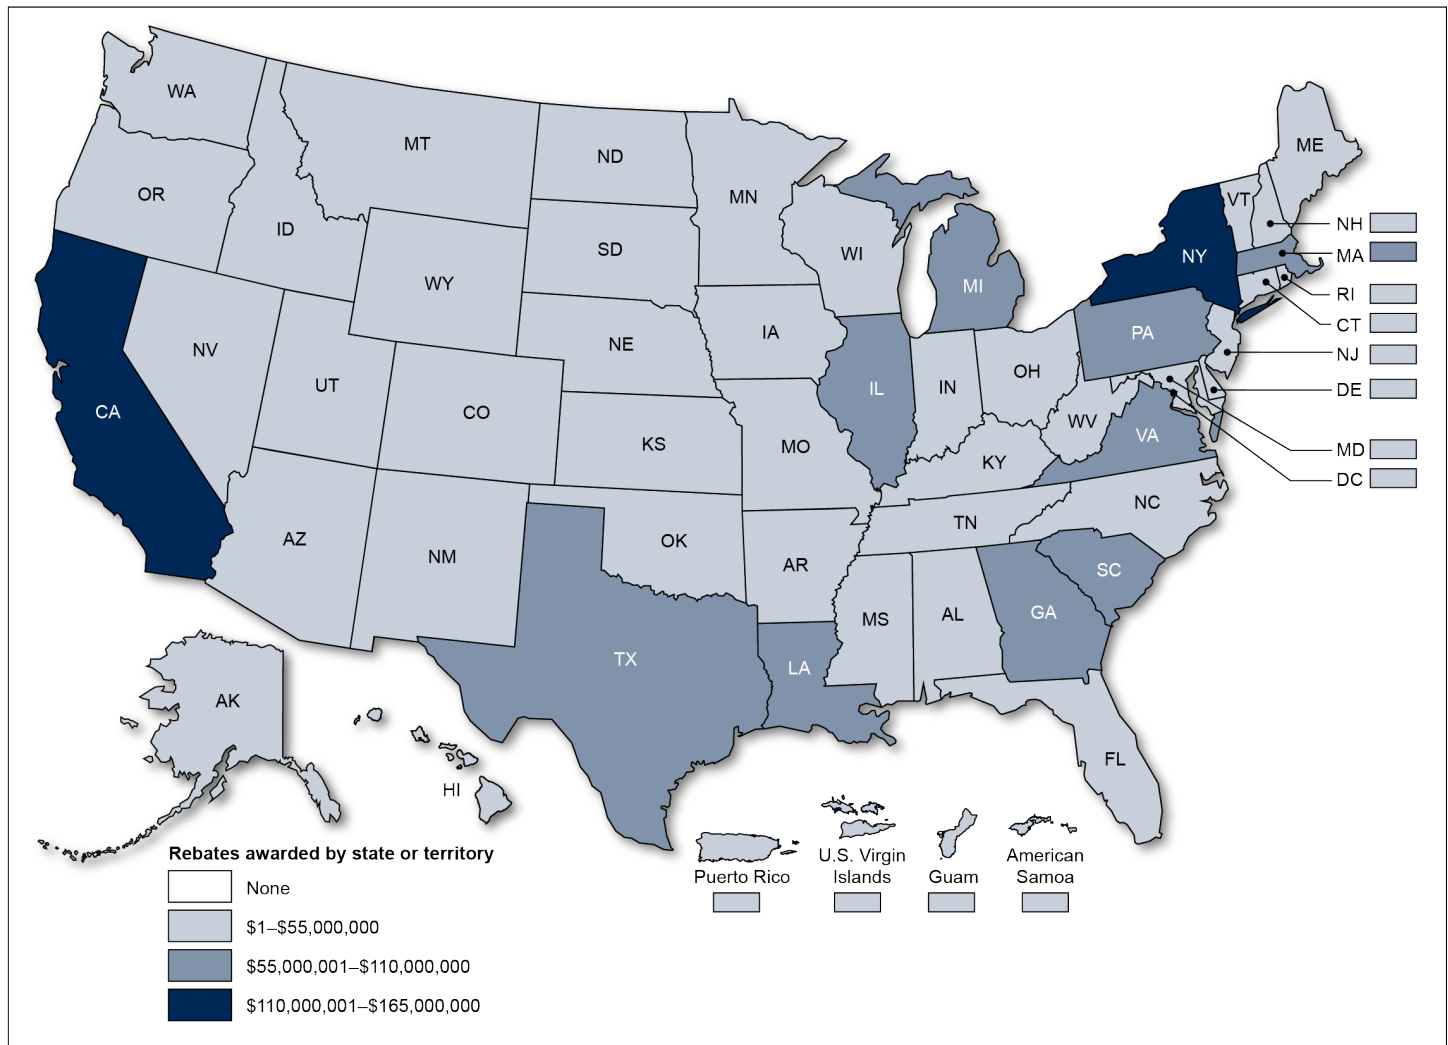 WA
MT
ND
MN
ME
OR
ID
SD
WI
VT
NH
MA
NY
WY
MI
RI
CT
NJ
DE
MD
DC
NV
UT
CO
NE
IA
IL
IN
OH
PA
CA
KS
MO
KY
WV
VA
AZ
NM
OK
AR
TN
NC
TX
LA
MS
AL
GA
SC
FL
AK
HI
Puerto Rico
U.S. Virgin
Islands
Guam
American
Samoa
Rebates awarded by state or territory
None
$1–$55,000,000
$55,000,001–$110,000,000
$110,000,001–$165,000,000